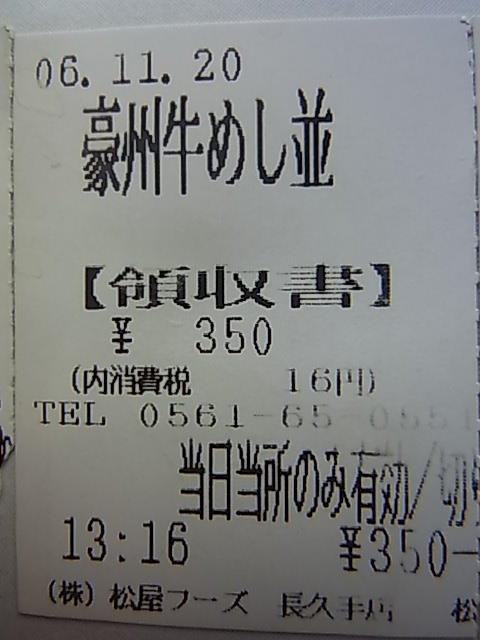 06.11.20
豪州牛めし並
【領収書】
¥ 350
(内消費税 16円)
TEL 0561-65-0551
当日当所のみ有効/切
13:16 ¥350-
(株) 松屋フーズ 長久手店 松